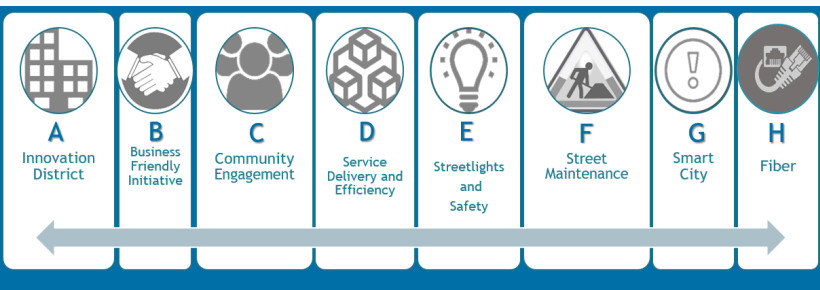 A
Innovation
District
B
Business
Friendly
Initiative
C
Community
Engagement
D
Service
Delivery and
Efficiency
E
Streetlights
and
Safety
F
Street
Maintenance
G
Smart
City
H
Fiber